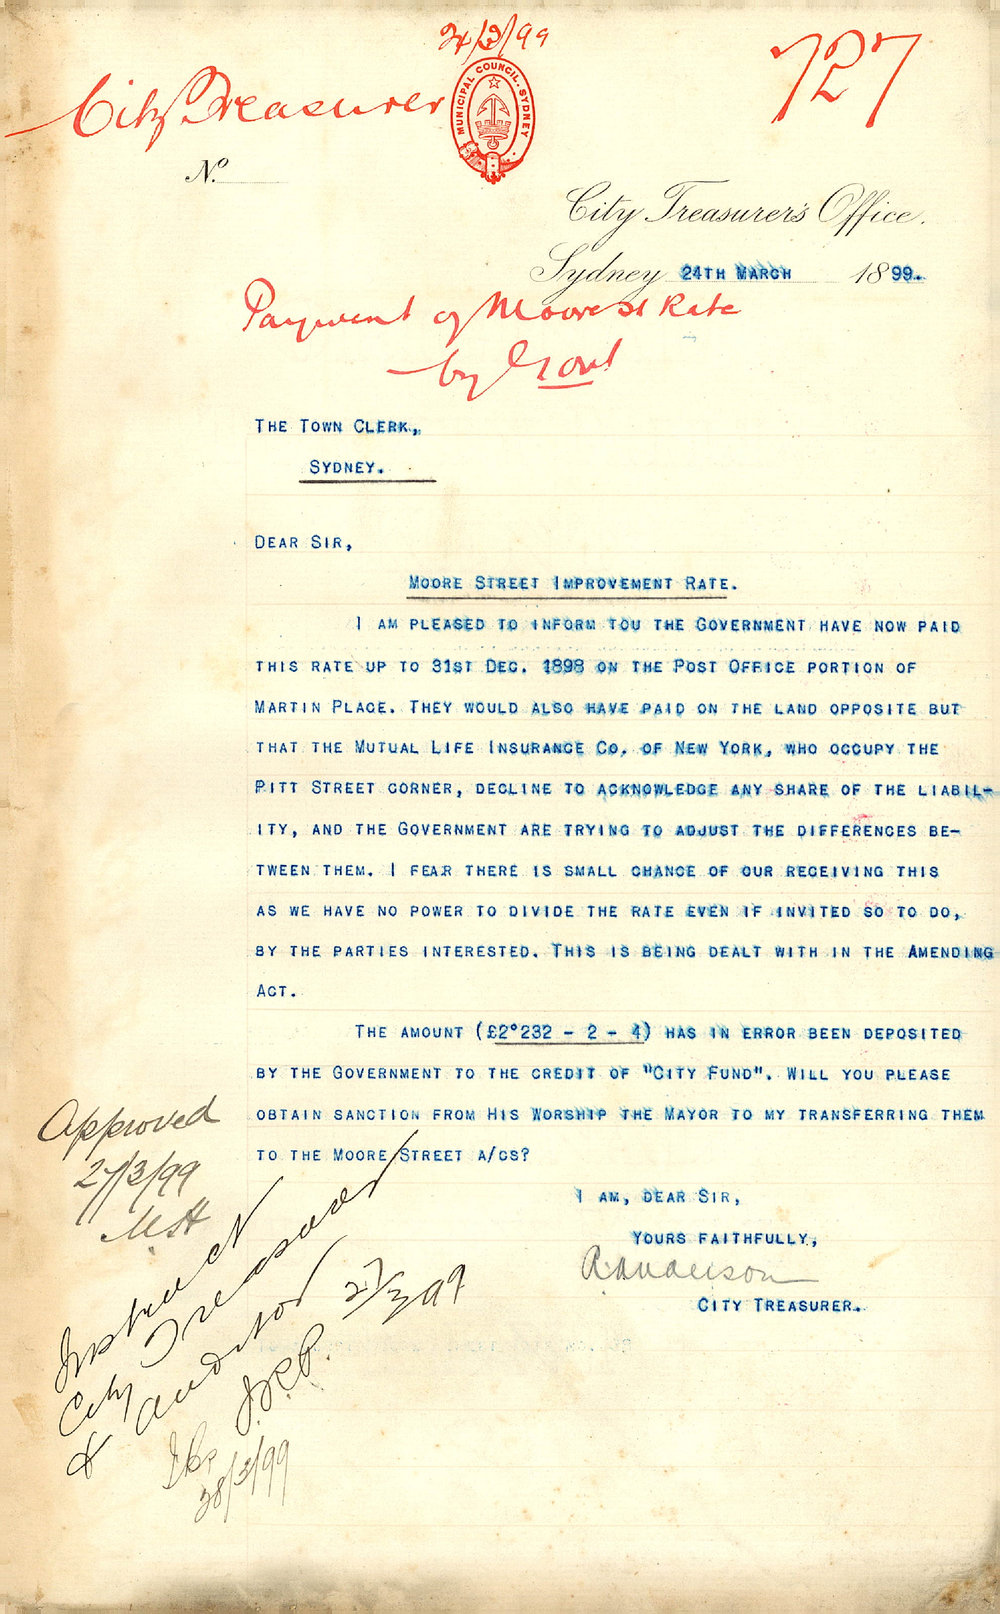 24/3/99
727
City Treasurer
MUNICIPAL COUNCIL. SYDNEY
No.
City Treasurer's Office.
Sydney 24TH MARCH 1899.
Payment of Moore St Rate
by Govt
THE TOWN CLERK,
SYDNEY.
DEAR SIR,
MOORE STREET IMPROVEMENT RATE.
I AM PLEASED TO INFORM YOU THE GOVERNMENT HAVE NOW PAID
THIS RATE UP TO 31ST DEC. 1898 ON THE POST OFFICE PORTION OF
MARTIN PLACE. THEY WOULD ALSO HAVE PAID ON THE LAND OPPOSITE BUT
THAT THE MUTUAL LIFE INSURANCE CO. OF NEW YORK, WHO OCCUPY THE
PITT STREET CORNER, DECLINE TO ACKNOWLEDGE ANY SHARE OF THE LIABIL-
ITY, AND THE GOVERNMENT ARE TRYING TO ADJUST THE DIFFERENCES BE-
TWEEN THEM. I FEAR THERE IS SMALL CHANCE OF OUR RECEIVING THIS
AS WE HAVE NO POWER TO DIVIDE THE RATE EVEN IF INVITED SO TO DO,
BY THE PARTIES INTERESTED. THIS IS BEING DEALT WITH IN THE AMENDING
ACT.
THE AMOUNT (£2°232 - 2 - 4) HAS IN ERROR BEEN DEPOSITED
BY THE GOVERNMENT TO THE CREDIT OF "CITY FUND". WILL YOU PLEASE
OBTAIN SANCTION FROM HIS WORSHIP THE MAYOR TO MY TRANSFERRING THEM
TO THE MOORE STREET A/CS?
I AM, DEAR SIR,
YOURS FAITHFULLY,
R. Anderson
CITY TREASURER.
Approved
27/3/99
MH
Instruct
City Treasurer
& Auditor 27/3/99
28/3/99